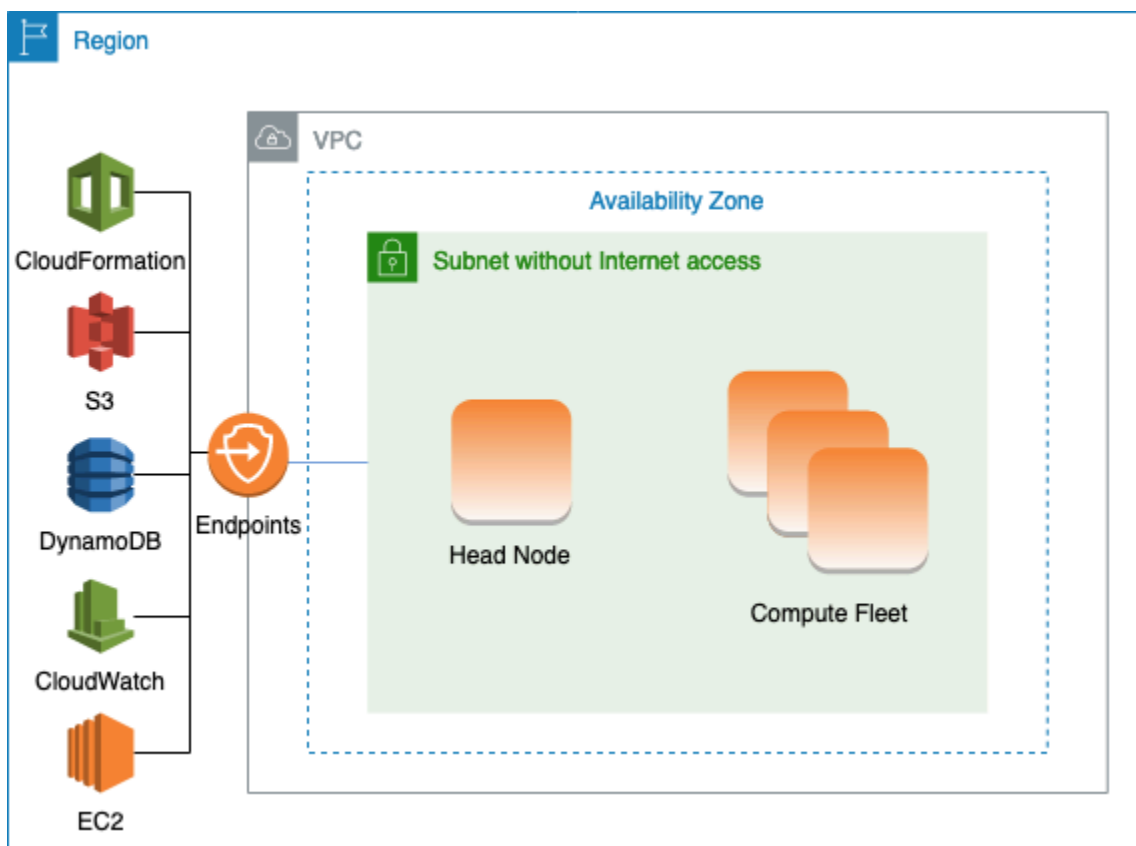 Region
VPC
Availability Zone
Subnet without Internet access
CloudFormation
S3
DynamoDB
Endpoints
Head Node
Compute Fleet
CloudWatch
EC2